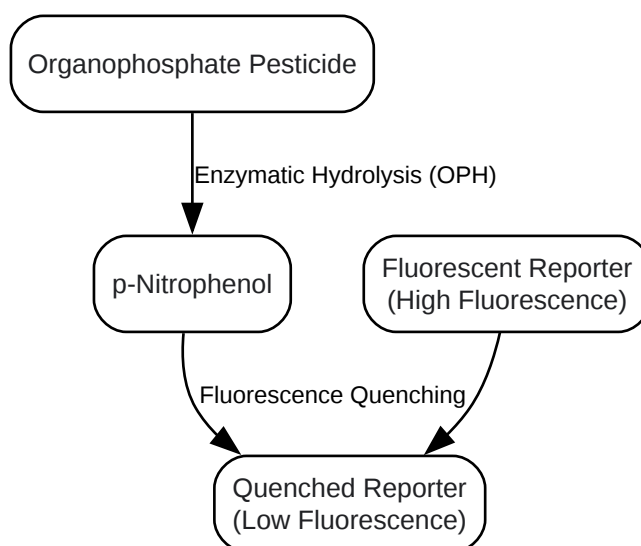 Organophosphate Pesticide
Enzymatic Hydrolysis (OPH)
p-Nitrophenol
Fluorescent Reporter
(High Fluorescence)
Fluorescence Quenching
Quenched Reporter
(Low Fluorescence)